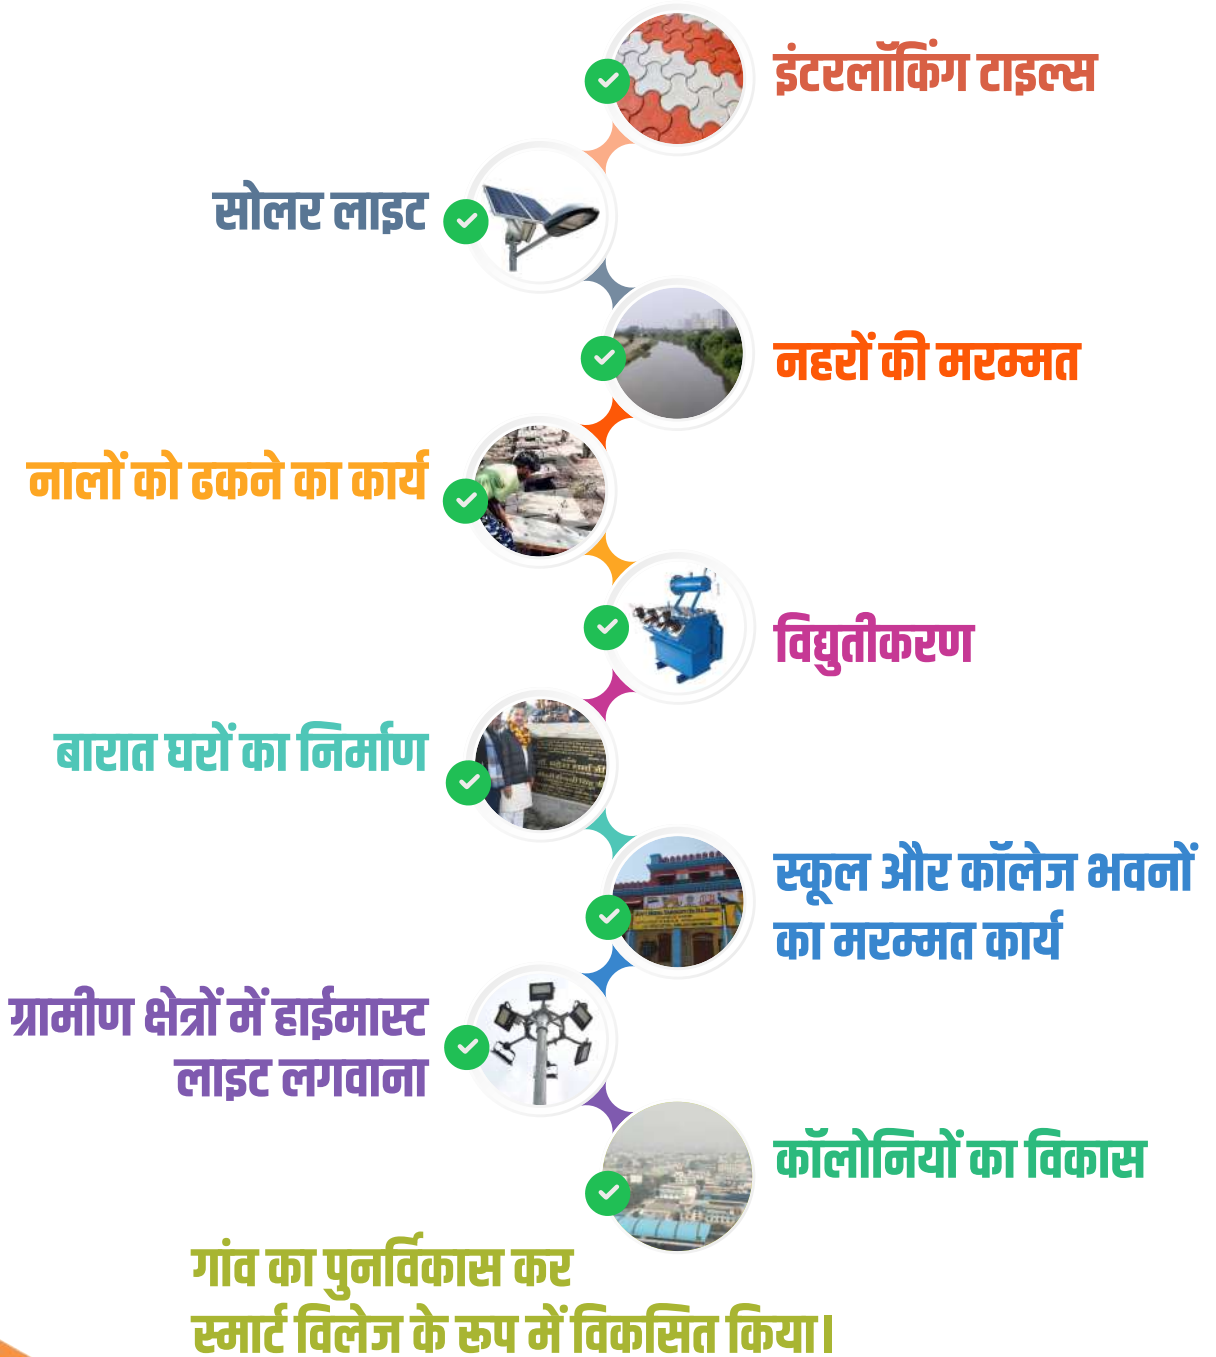 इंटरलॉकिंग टाइल्स
सोलर लाइट
नहरों की मरम्मत
नालों को ढकने का कार्य
विद्युतीकरण
बारात घरों का निर्माण
स्कूल और कॉलेज भवनों
का मरम्मत कार्य
ग्रामीण क्षेत्रों में हाईमास्ट
लाइट लगवाना
कॉलोनियों का विकास
गांव का पुनर्विकास कर
स्मार्ट विलेज के रूप में विकसित किया।